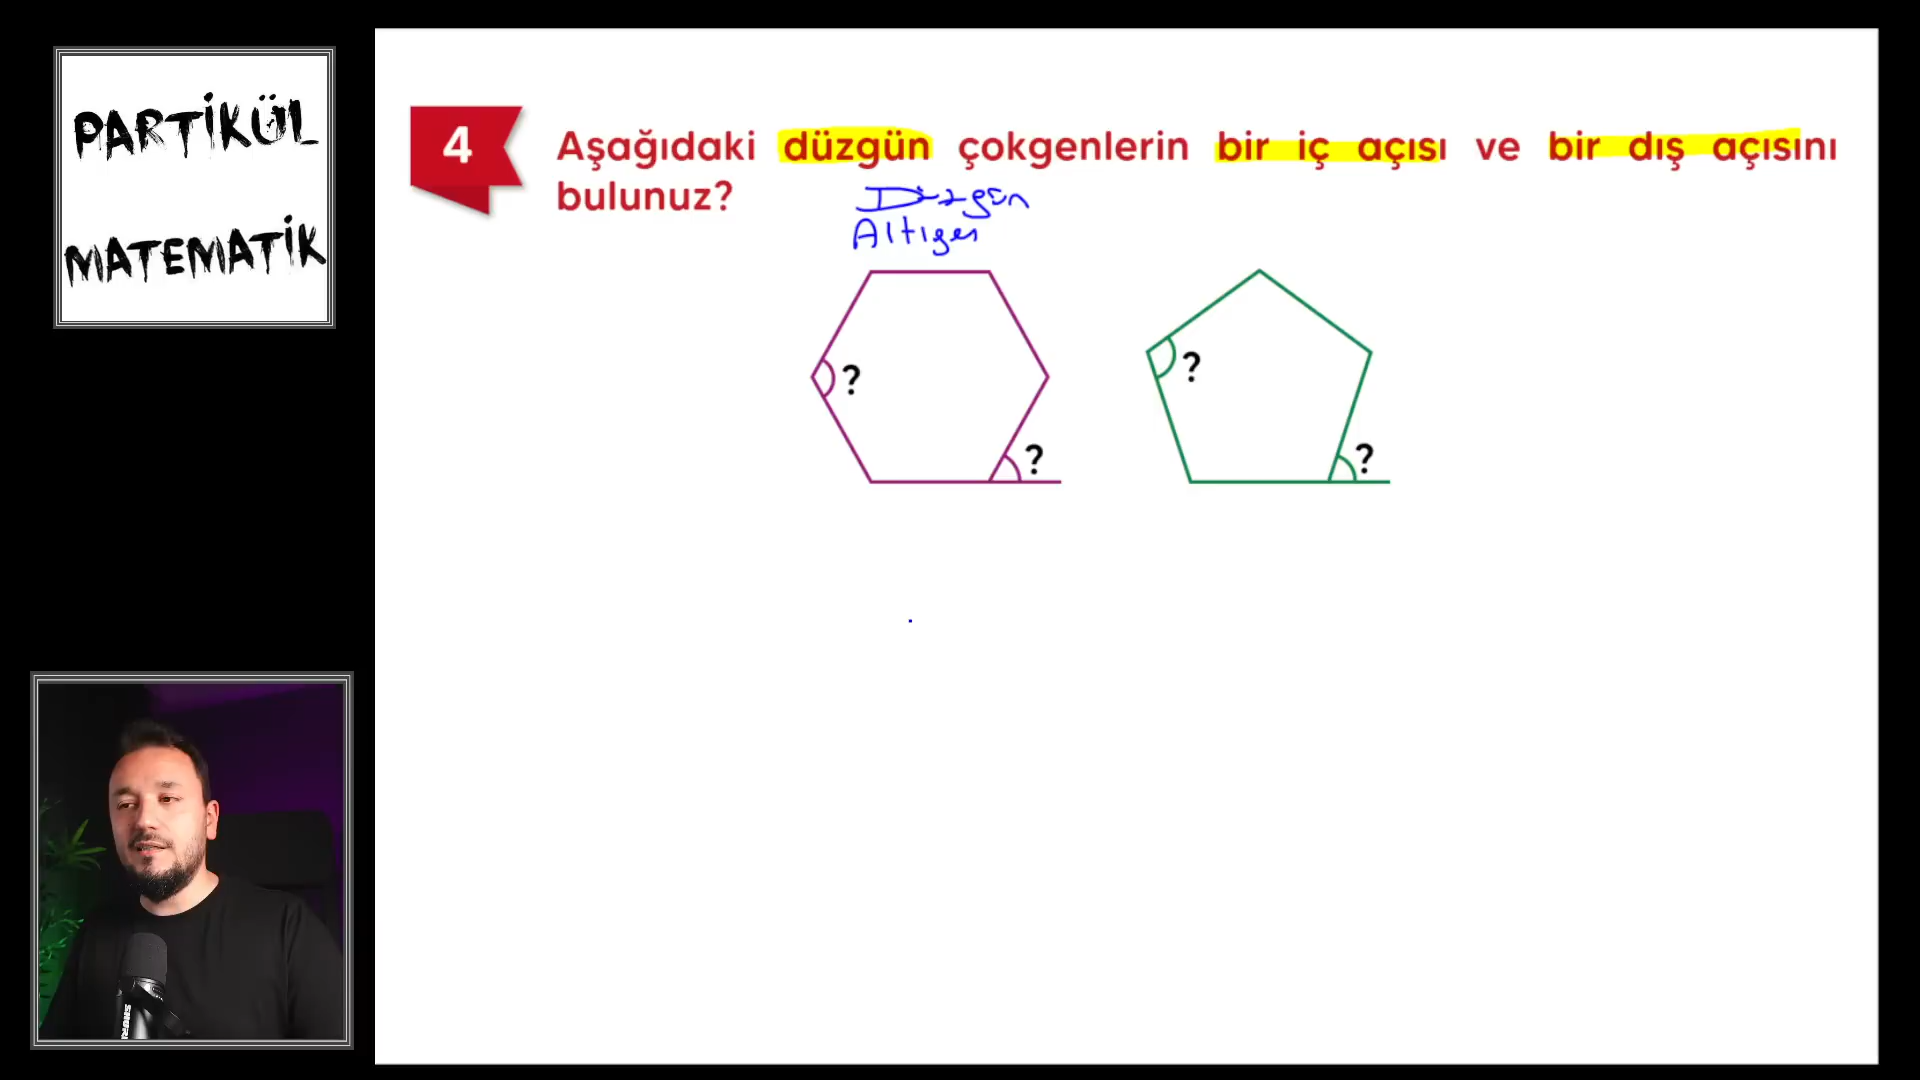 PARTİKÜL
MATEMATİK
4
Aşağıdaki düzgün çokgenlerin bir iç açısı ve bir dış açısını
bulunuz?
Düzgün
Altıgen
?
?
?
?